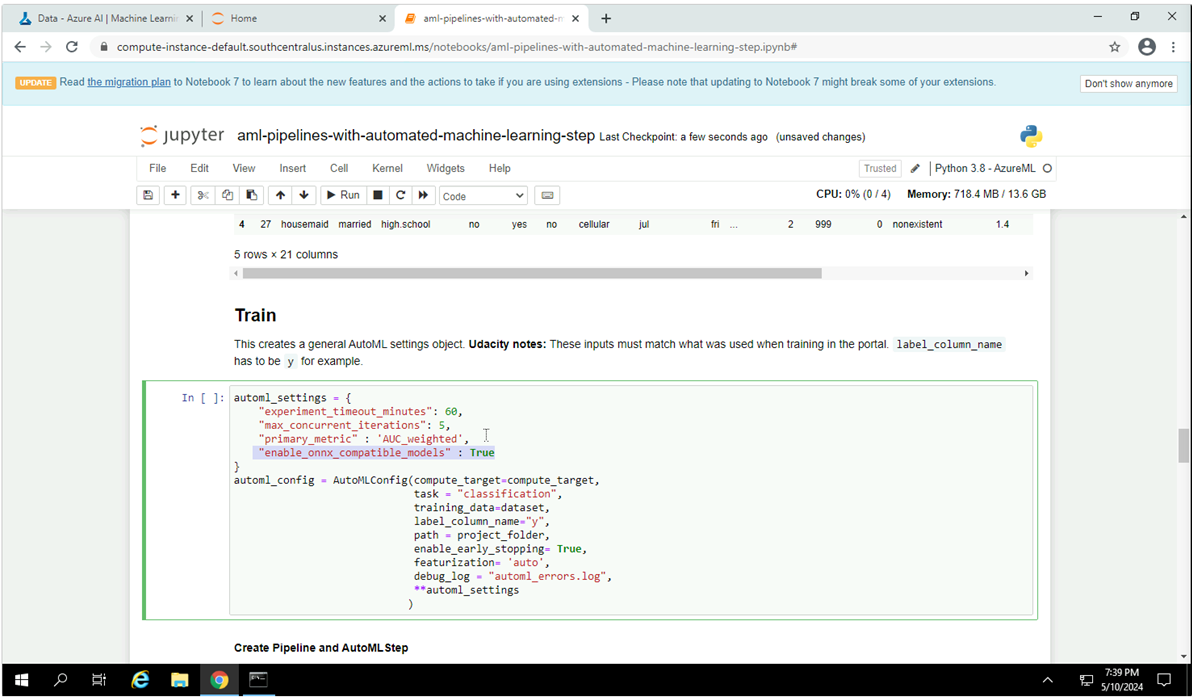 Data - Azure AI | Machine Learnin
Home
aml-pipelines-with-automated-m
compute-instance-default.southcentralus.instances.azureml.ms/notebooks/aml-pipelines-with-automated-machine-learning-step.ipynb#
UPDATE Read the migration plan to Notebook 7 to learn about the new features and the actions to take if you are using extensions - Please note that updating to Notebook 7 might break some of your extensions.
Don't show anymore
jupyter aml-pipelines-with-automated-machine-learning-step Last Checkpoint: a few seconds ago (unsaved changes)
File Edit View Insert Cell Kernel Widgets Help
Trusted Python 3.8 - AzureML
Run Code CPU: 0% (0 / 4) Memory: 718.4 MB / 13.6 GB
4 27 housemaid married high.school no yes no cellular jul fri ... 2 999 0 nonexistent 1.4
5 rows × 21 columns
Train
This creates a general AutoML settings object. Udacity notes: These inputs must match what was used when training in the portal. label_column_name
has to be y for example.
In [ ]: automl_settings = {
"experiment_timeout_minutes": 60,
"max_concurrent_iterations": 5,
"primary_metric" : 'AUC_weighted',
"enable_onnx_compatible_models" : True
}
automl_config = AutoMLConfig(compute_target=compute_target,
task = "classification",
training_data=dataset,
label_column_name="y",
path = project_folder,
enable_early_stopping= True,
featurization= 'auto',
debug_log = "automl_errors.log",
**automl_settings
)
Create Pipeline and AutoMLStep
7:39 PM
5/10/2024